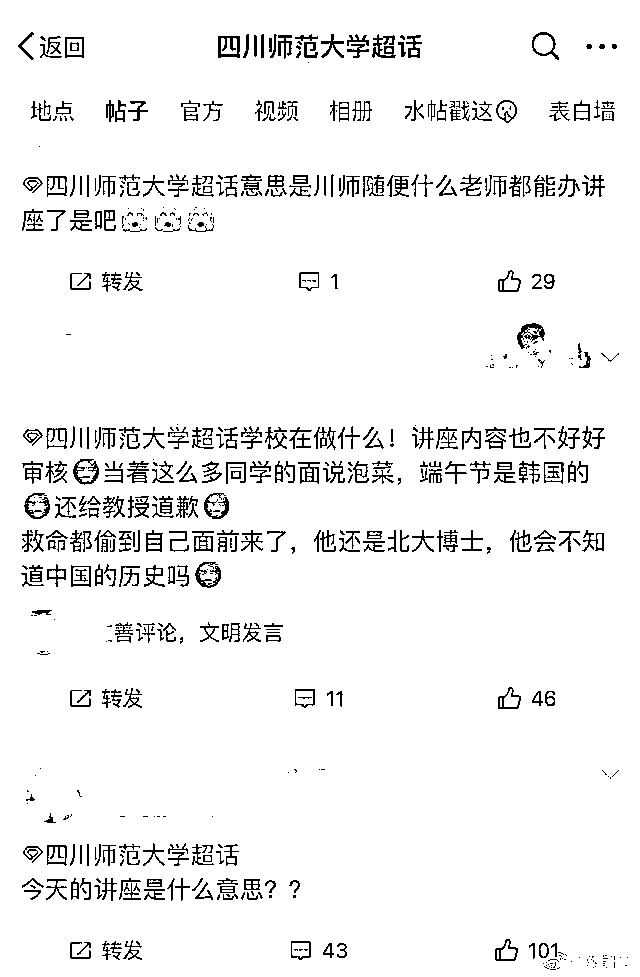 返回
四川师范大学超话
地点 帖子 官方 视频 相册 水帖戳这 表白墙
四川师范大学超话意思是川师随便什么老师都能办讲
座了是吧
转发 1 29
四川师范大学超话学校在做什么！讲座内容也不好好
审核当着这么多同学的面说泡菜，端午节是韩国的
还给教授道歉
救命都偷到自己面前来了，他还是北大博士，他会不知
道中国的历史吗
善评论，文明发言
转发 11 46
四川师范大学超话
今天的讲座是什么意思？？
转发 43 101